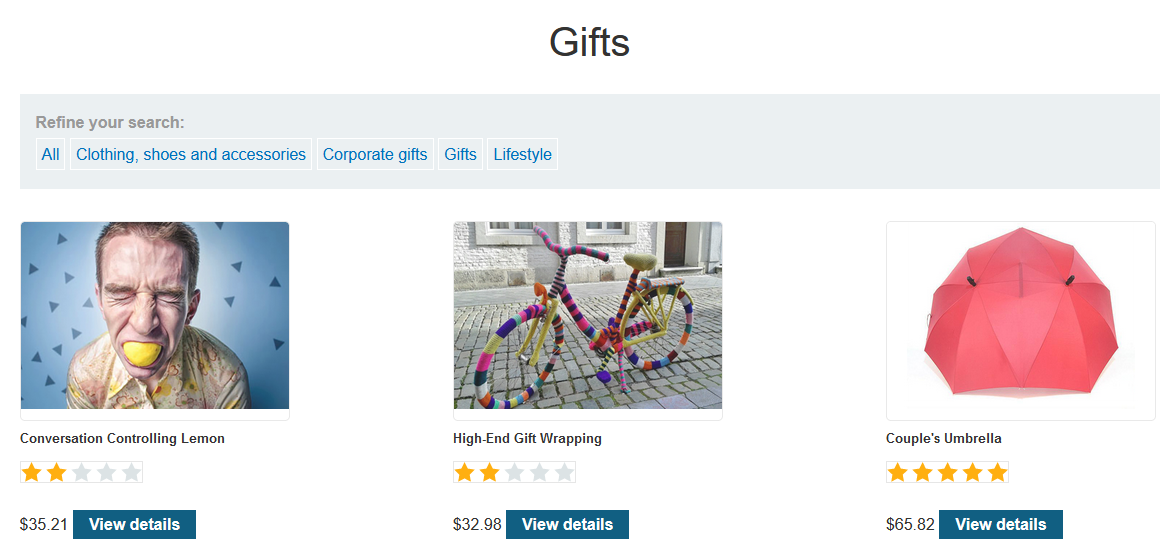 Gifts
Refine your search:
All Clothing, shoes and accessories Corporate gifts Gifts Lifestyle
Conversation Controlling Lemon
High-End Gift Wrapping
Couple's Umbrella
$35.21 View details
$32.98 View details
$65.82 View details